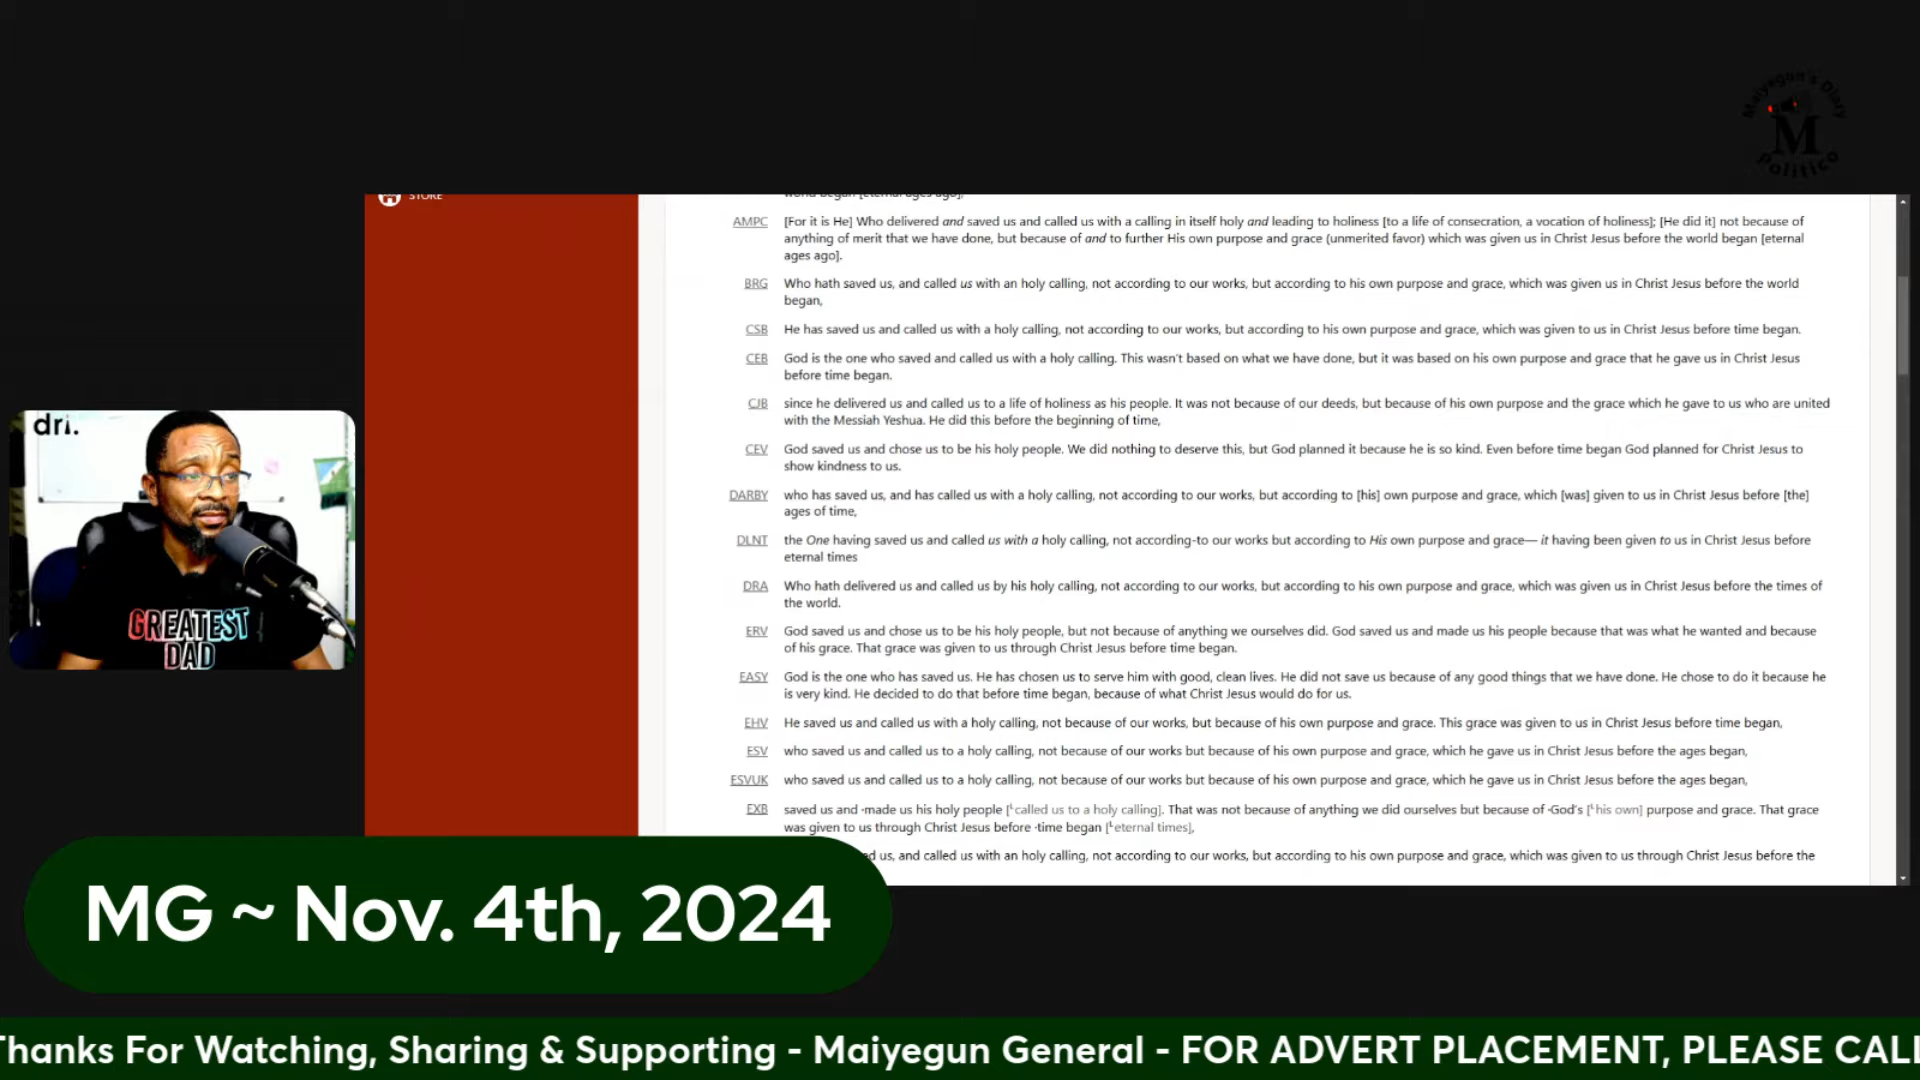 Maiyegun's Diary
M
Politico
STORE
world began [eternal ages ago],
AMPC [For it is He] Who delivered and saved us and called us with a calling in itself holy and leading to holiness [to a life of consecration, a vocation of holiness]; [He did it] not because of
anything of merit that we have done, but because of and to further His own purpose and grace (unmerited favor) which was given us in Christ Jesus before the world began [eternal
ages ago].
BRG Who hath saved us, and called us with an holy calling, not according to our works, but according to his own purpose and grace, which was given us in Christ Jesus before the world
began,
CSB He has saved us and called us with a holy calling, not according to our works, but according to his own purpose and grace, which was given to us in Christ Jesus before time began.
CEB God is the one who saved and called us with a holy calling. This wasn't based on what we have done, but it was based on his own purpose and grace that he gave us in Christ Jesus
before time began.
CJB since he delivered us and called us to a life of holiness as his people. It was not because of our deeds, but because of his own purpose and the grace which he gave to us who are united
with the Messiah Yeshua. He did this before the beginning of time,
CEV God saved us and chose us to be his holy people. We did nothing to deserve this, but God planned it because he is so kind. Even before time began God planned for Christ Jesus to
show kindness to us.
DARBY who has saved us, and has called us with a holy calling, not according to our works, but according to [his] own purpose and grace, which [was] given to us in Christ Jesus before [the]
ages of time,
DLNT the One having saved us and called us with a holy calling, not according-to our works but according to His own purpose and grace— it having been given to us in Christ Jesus before
eternal times
DRA Who hath delivered us and called us by his holy calling, not according to our works, but according to his own purpose and grace, which was given us in Christ Jesus before the times of
the world.
ERV God saved us and chose us to be his holy people, but not because of anything we ourselves did. God saved us and made us his people because that was what he wanted and because
of his grace. That grace was given to us through Christ Jesus before time began.
EASY God is the one who has saved us. He has chosen us to serve him with good, clean lives. He did not save us because of any good things that we have done. He chose to do it because he
is very kind. He decided to do that before time began, because of what Christ Jesus would do for us.
EHV He saved us and called us with a holy calling, not because of our works, but because of his own purpose and grace. This grace was given to us in Christ Jesus before time began,
ESV who saved us and called us to a holy calling, not because of our works but because of his own purpose and grace, which he gave us in Christ Jesus before the ages began,
ESVUK who saved us and called us to a holy calling, not because of our works but because of his own purpose and grace, which he gave us in Christ Jesus before the ages began,
EXB saved us and ·made us his holy people [ᴸcalled us to a holy calling]. That was not because of anything we did ourselves but because of ·God's [ᴸhis own] purpose and grace. That grace
was given to us through Christ Jesus before ·time began [ᴸeternal times],
us, and called us with an holy calling, not according to our works, but according to his own purpose and grace, which was given to us through Christ Jesus before the
dri.
GREATEST
DAD
MG ~ Nov. 4th, 2024
Thanks For Watching, Sharing & Supporting - Maiyegun General - FOR ADVERT PLACEMENT, PLEASE CALL